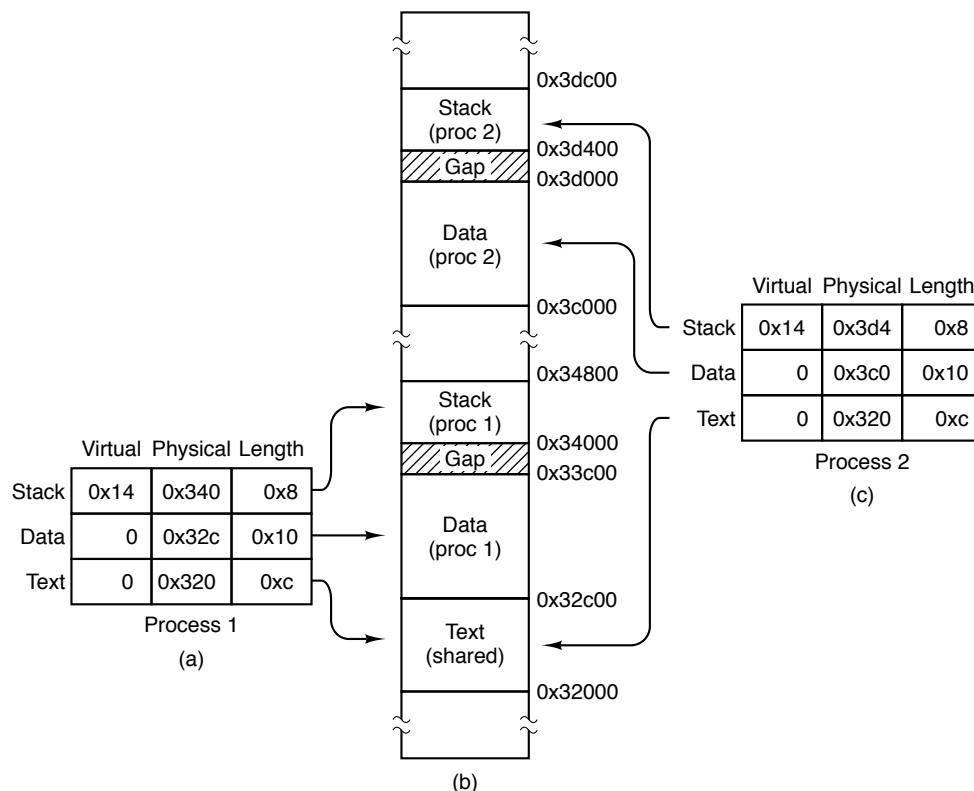 0x3dc00
Stack
(proc 2)
0x3d400
Gap
0x3d000
Data
(proc 2)
0x3c000
0x34800
Stack
(proc 1)
0x34000
Gap
0x33c00
Data
(proc 1)
0x32c00
Text
(shared)
0x32000
(b)
Virtual Physical Length
Stack 0x14 0x340 0x8
Data 0 0x32c 0x10
Text 0 0x320 0xc
Process 1
(a)
Virtual Physical Length
Stack 0x14 0x3d4 0x8
Data 0 0x3c0 0x10
Text 0 0x320 0xc
Process 2
(c)